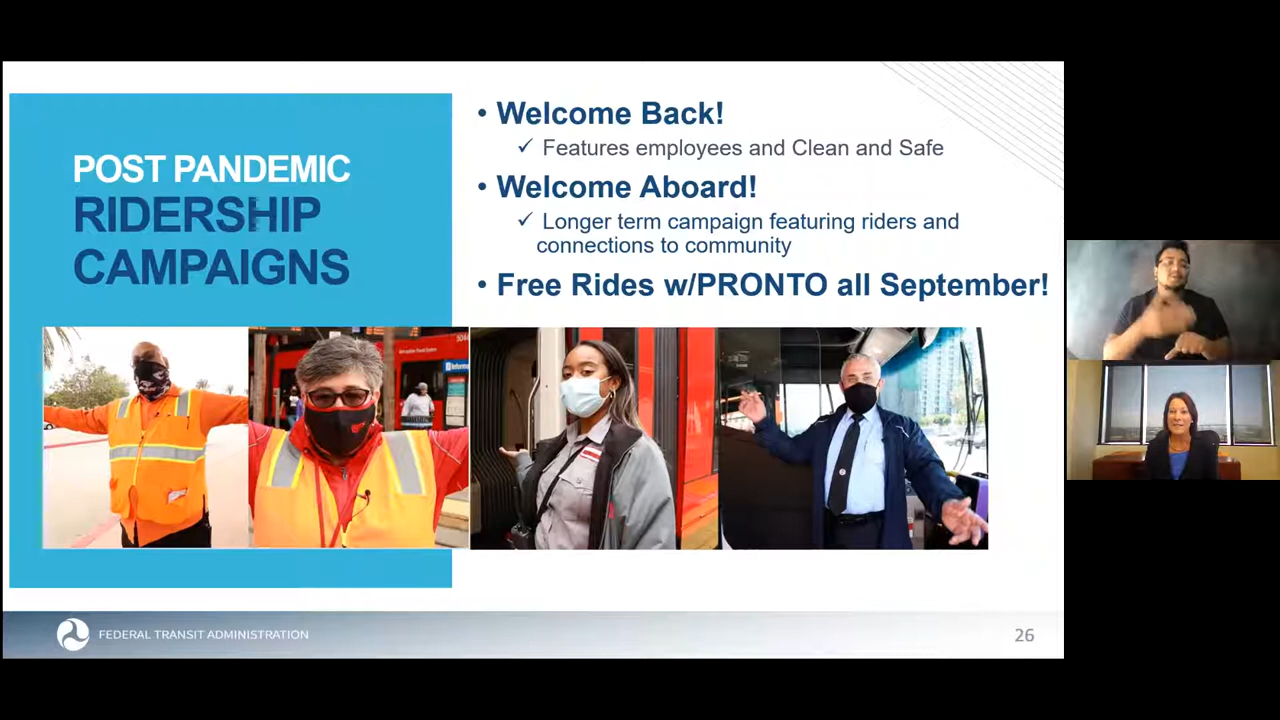 POST PANDEMIC
RIDERSHIP
CAMPAIGNS
• Welcome Back!
✓ Features employees and Clean and Safe
• Welcome Aboard!
✓ Longer term campaign featuring riders and
connections to community
• Free Rides w/PRONTO all September!
FEDERAL TRANSIT ADMINISTRATION
26